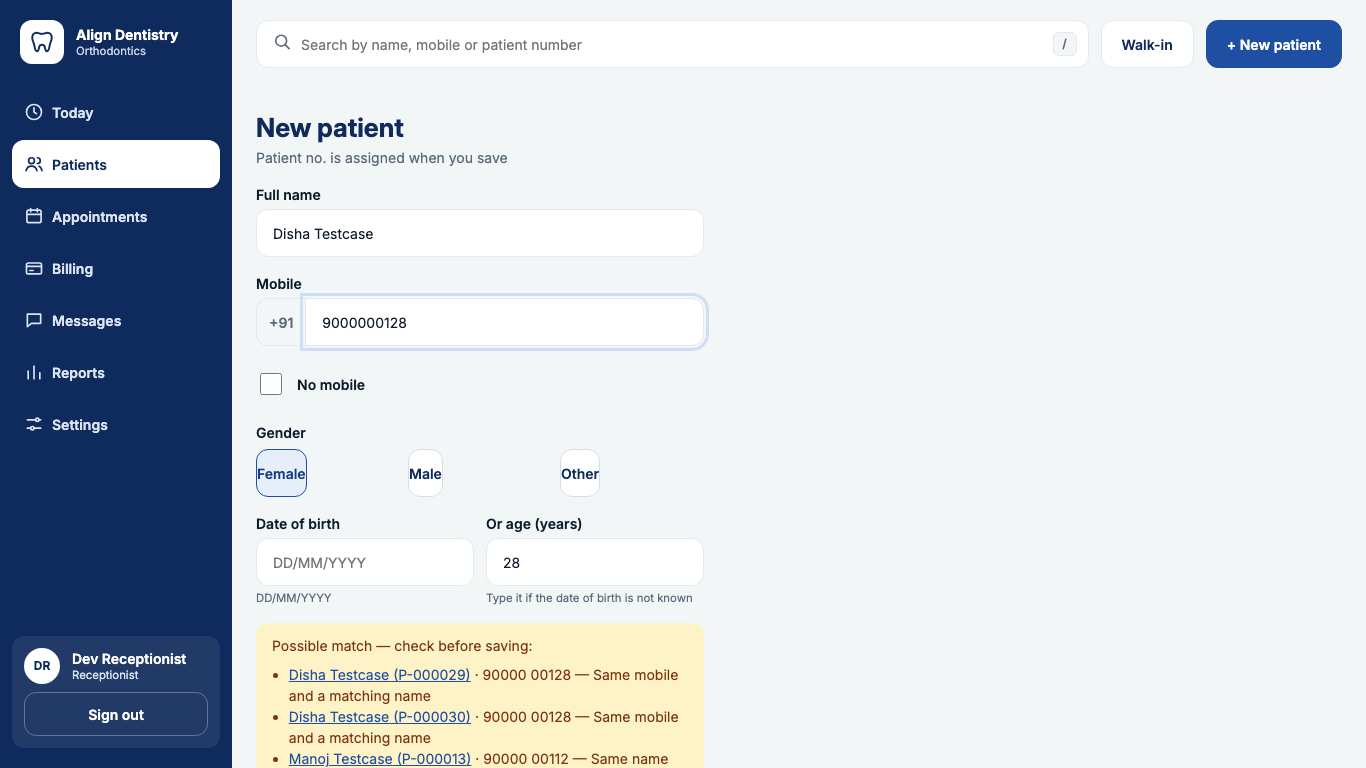 Align Dentistry
Orthodontics
Today
Patients
Appointments
Billing
Messages
Reports
Settings
DR
Dev Receptionist
Receptionist
Sign out
Search by name, mobile or patient number
/
Walk-in
+ New patient
New patient
Patient no. is assigned when you save
Full name
Disha Testcase
Mobile
+91
9000000128
No mobile
Gender
Female
Male
Other
Date of birth
Or age (years)
DD/MM/YYYY
28
DD/MM/YYYY
Type it if the date of birth is not known
Possible match — check before saving:
• Disha Testcase (P-000029) · 90000 00128 — Same mobile
and a matching name
• Disha Testcase (P-000030) · 90000 00128 — Same mobile
and a matching name
• Manoj Testcase (P-000013) · 90000 00112 — Same name